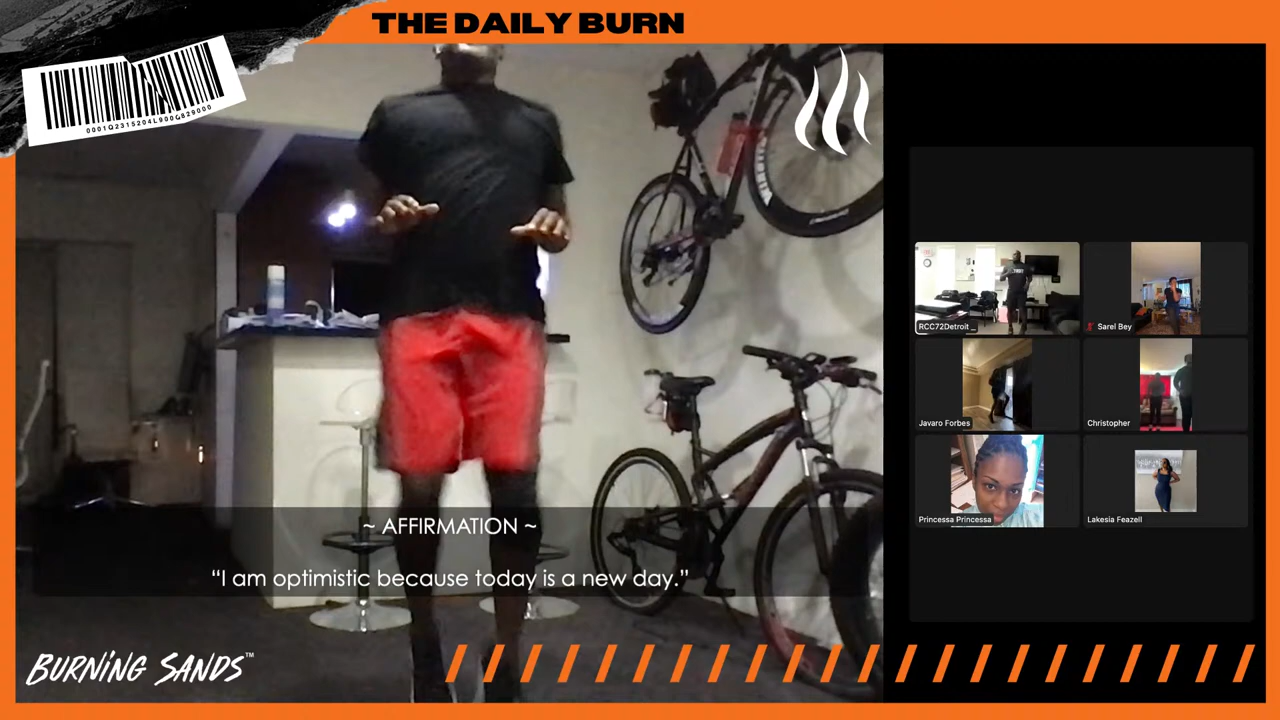 THE DAILY BURN
RCC72Detroit _
Sarel Bey
Javaro Forbes
Christopher
Princessa Princessa
Lakesia Feazell
~ AFFIRMATION ~
“I am optimistic because today is a new day.”
BURNING SANDS™